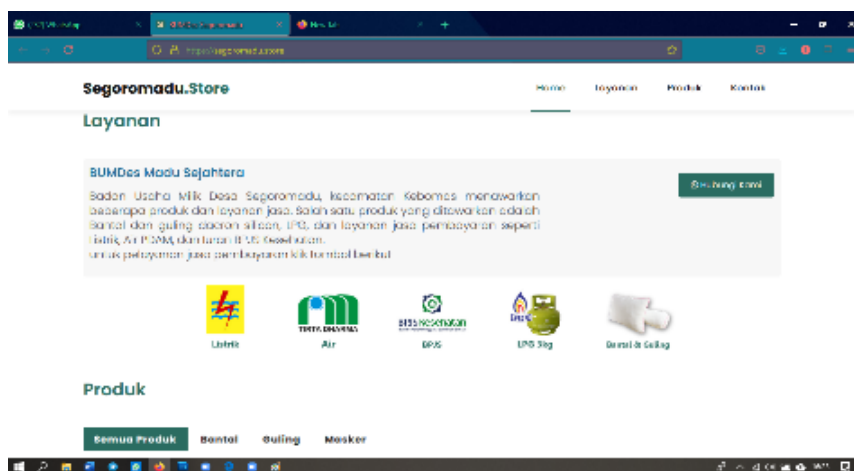 WhatsApp
New Tab
Segoromadu.Store
Home Layanan Produk Kontak
Layanan
BUMDes Madu Sejahtera
Hubungi Kami
Badan Usaha Milik Desa Segoromadu, kecamatan Kebomas menawarkan
beberapa produk dan layanan jasa. Salah satu produk yang ditawarkan adalah
Bantal dan guling dacron silicon, LPG, dan layanan jasa pembayaran seperti
Listrik, Air PDAM, dan Iuran BPJS Kesehatan.
untuk pelayanan jasa pembayaran klik tombol berikut
TIRTA DHARMA
BPJS Kesehatan
Listrik Air BPJS LPG 3kg Bantal & Guling
Produk
Semua Produk Bantal Guling Masker